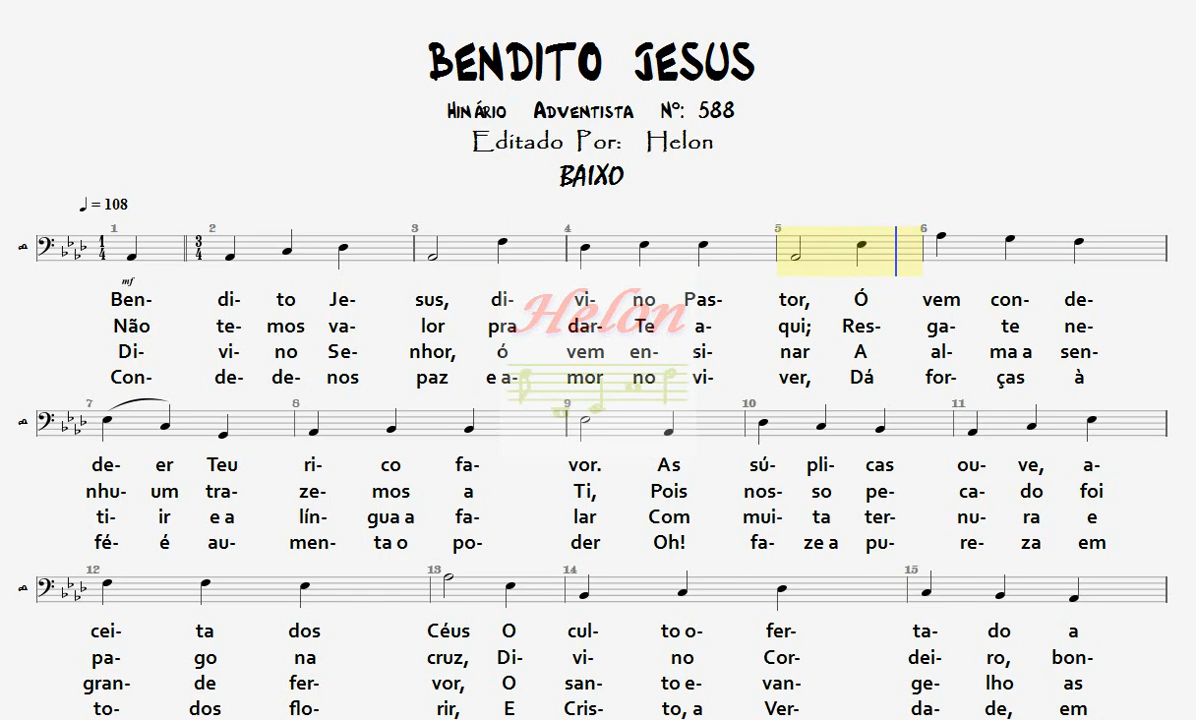 BENDITO JESUS
HINÁRIO ADVENTISTA Nº: 588
Editado Por: Helon
BAIXO
♩ = 108
1 2 3 4 5 6
1 4 3 4
mf
Ben- di- to Je- sus, di- vi- no Pas- tor, Ó vem con- de-
Não te- mos va- lor pra dar- Te a- qui; Res- ga- te ne-
Di- vi- no Se- nhor, ó vem en- si- nar A al- ma a sen-
Con- de- de- nos paz e a- mor no vi- ver, Dá for- ças à
Helon
7 8 9 10 11
de- er Teu ri- co fa- vor. As sú- pli- cas ou- ve, a-
nhu- um tra- ze- mos a Ti, Pois nos- so pe- ca- do foi
ti- ir e a lín- gua a fa- lar Com mui- ta ter- nu- ra e
fé- é au- men- ta o po- der Oh! fa- ze a pu- re- za em
12 13 14 15
cei- ta dos Céus O cul- to o- fer- ta- do a
pa- go na cruz, Di- vi- no Cor- dei- ro, bon-
gran- de fer- vor, O san- to e- van- ge- lho as
to- dos flo- rir, E Cris- to, a Ver- da- de, em